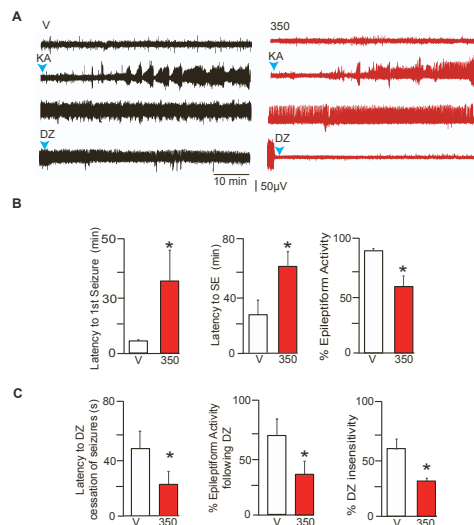 A
V
350
KA
KA
DZ
DZ
10 min
50µV
B
Latency to 1st Seizure (min)
50
30
0
V 350
*
Latency to SE (min)
80
40
0
V 350
*
% Epileptiform Activity
100
50
0
V 350
*
C
Latency to DZ
cessation of seizures (s)
80
40
0
V 350
*
% Epileptiform Activity
following DZ
100
50
0
V 350
*
% DZ insensitivity
100
50
0
V 350
*